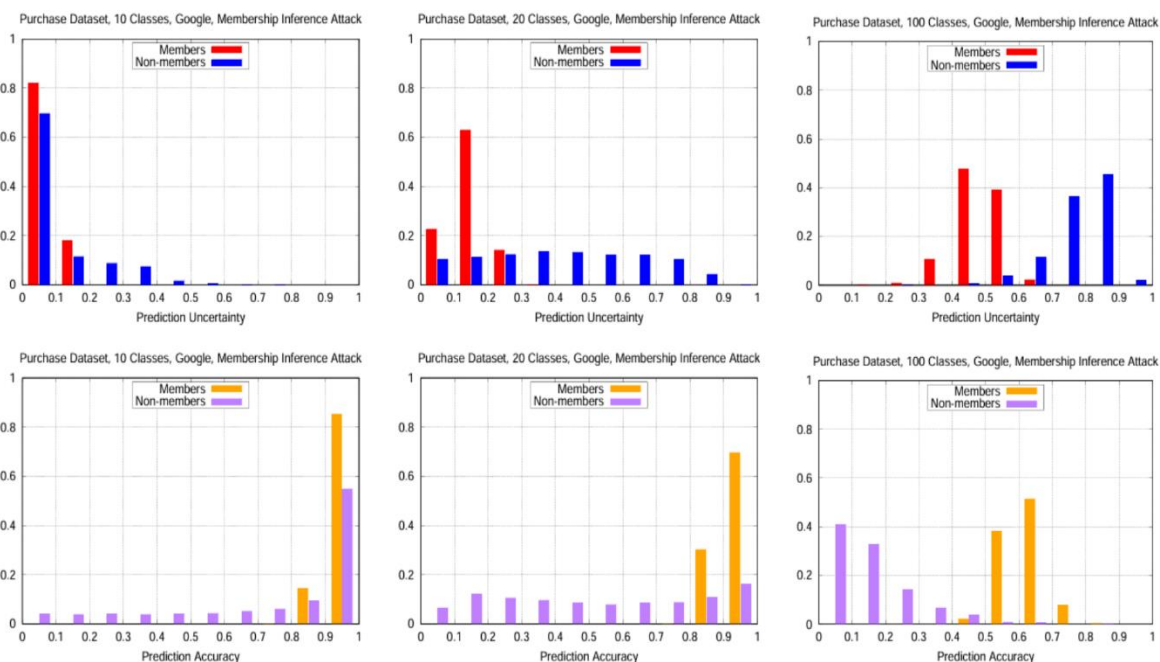 Purchase Dataset, 10 Classes, Google, Membership Inference Attack
1
Members
Non-members
0.8
0.6
0.4
0.2
0
0 0.1 0.2 0.3 0.4 0.5 0.6 0.7 0.8 0.9 1
Prediction Uncertainty
Purchase Dataset, 20 Classes, Google, Membership Inference Attack
1
Members
Non-members
0.8
0.6
0.4
0.2
0
0 0.1 0.2 0.3 0.4 0.5 0.6 0.7 0.8 0.9 1
Prediction Uncertainty
Purchase Dataset, 100 Classes, Google, Membership Inference Attack
1
Members
Non-members
0.8
0.6
0.4
0.2
0
0 0.1 0.2 0.3 0.4 0.5 0.6 0.7 0.8 0.9 1
Prediction Uncertainty
Purchase Dataset, 10 Classes, Google, Membership Inference Attack
1
Members
Non-members
0.8
0.6
0.4
0.2
0
0 0.1 0.2 0.3 0.4 0.5 0.6 0.7 0.8 0.9 1
Prediction Accuracy
Purchase Dataset, 20 Classes, Google, Membership Inference Attack
1
Members
Non-members
0.8
0.6
0.4
0.2
0
0 0.1 0.2 0.3 0.4 0.5 0.6 0.7 0.8 0.9 1
Prediction Accuracy
Purchase Dataset, 100 Classes, Google, Membership Inference Attack
1
Members
Non-members
0.8
0.6
0.4
0.2
0
0 0.1 0.2 0.3 0.4 0.5 0.6 0.7 0.8 0.9 1
Prediction Accuracy